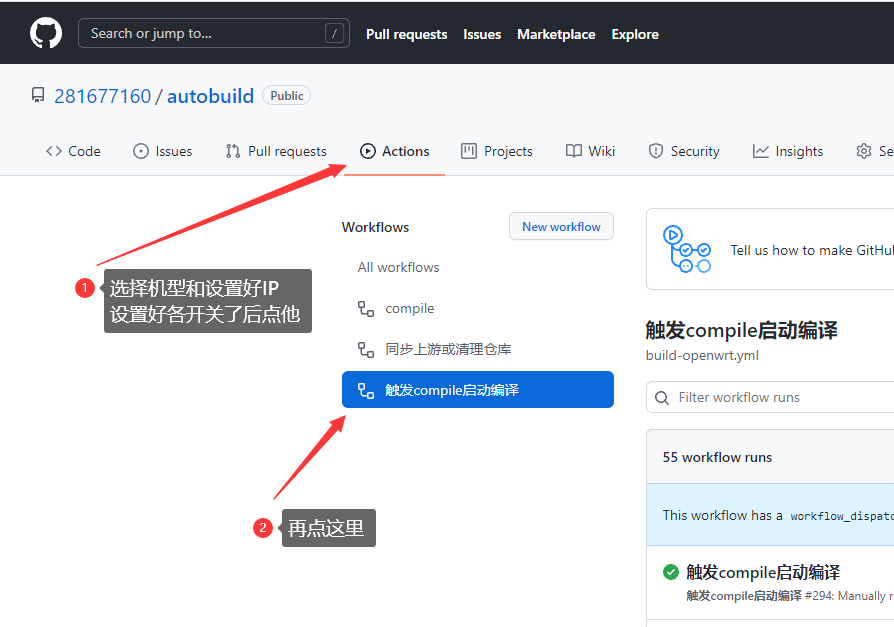 Search or jump to... /
Pull requests Issues Marketplace Explore
281677160 / autobuild Public
Code Issues Pull requests Actions Projects Wiki Security Insights Se
Workflows
New workflow
All workflows
compile
同步上游或清理仓库
触发compile启动编译
1
选择机型和设置好IP
设置好各开关了后点他
2
再点这里
Tell us how to make GitHu
触发compile启动编译
build-openwrt.yml
Filter workflow runs
55 workflow runs
This workflow has a workflow_dispatc
触发compile启动编译
触发compile启动编译 #294: Manually r